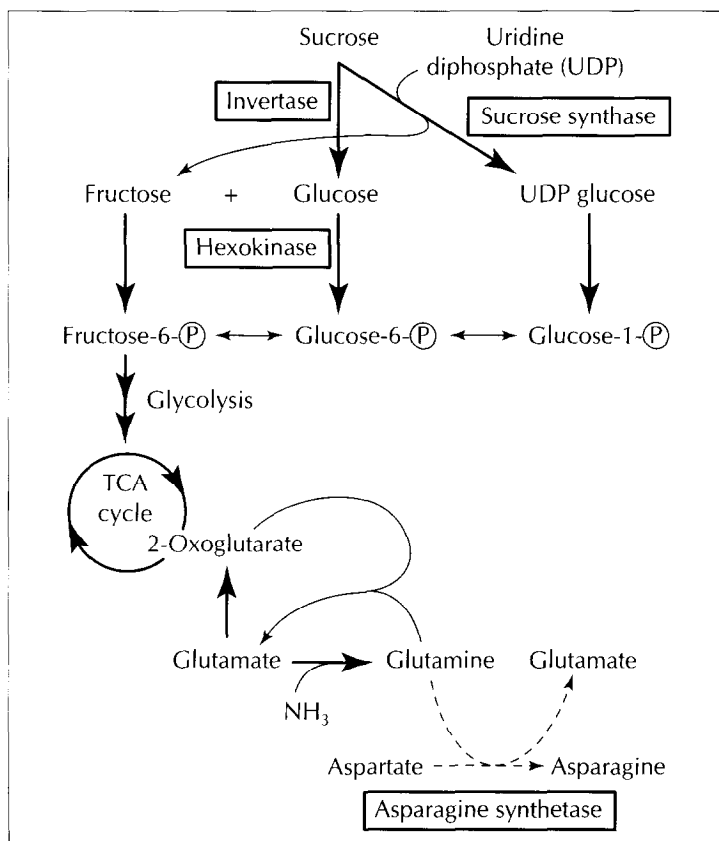 Sucrose
Uridine
diphosphate (UDP)
Invertase
Sucrose synthase
Fructose + Glucose
UDP glucose
Hexokinase
Fructose-6-Ⓟ
Glucose-6-Ⓟ
Glucose-1-Ⓟ
Glycolysis
TCA
cycle
2-Oxoglutarate
Glutamate
Glutamine
Glutamate
NH₃
Aspartate
Asparagine
Asparagine synthetase